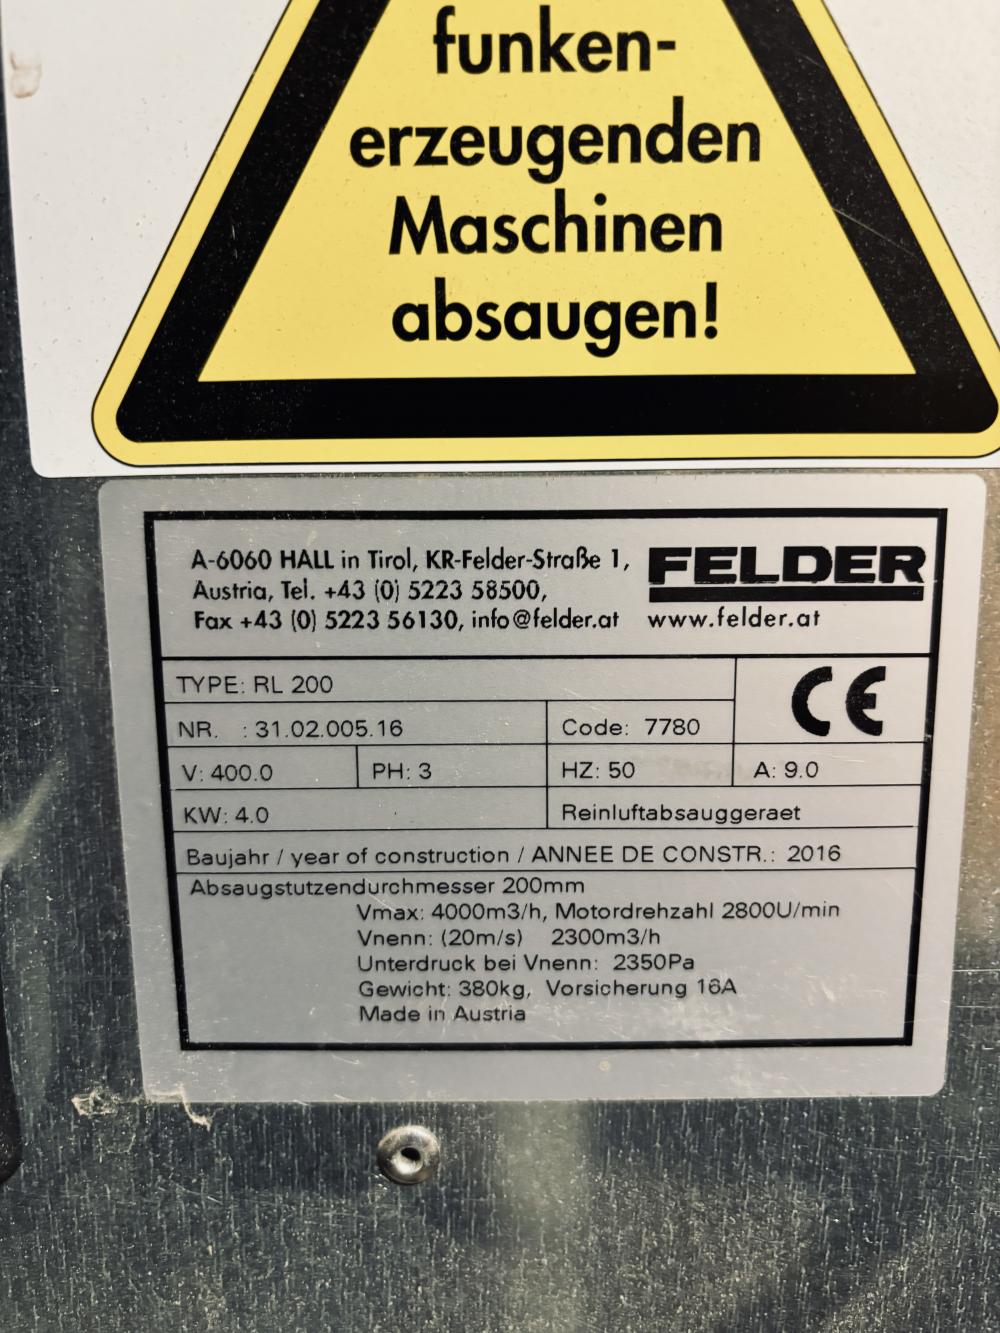 funken-
erzeugenden
Maschinen
absaugen!
A-6060 HALL in Tirol, KR-Felder-Straße 1,
Austria, Tel. +43 (0) 5223 58500,
Fax +43 (0) 5223 56130, info@felder.at
FELDER
www.felder.at
TYPE: RL 200
CE
NR. : 31.02.005.16 Code: 7780
V: 400.0 PH: 3 HZ: 50 A: 9.0
KW: 4.0 Reinluftabsauggeraet
Baujahr / year of construction / ANNEE DE CONSTR.: 2016
Absaugstutzendurchmesser 200mm
Vmax: 4000m3/h, Motordrehzahl 2800U/min
Vnenn: (20m/s) 2300m3/h
Unterdruck bei Vnenn: 2350Pa
Gewicht: 380kg, Vorsicherung 16A
Made in Austria